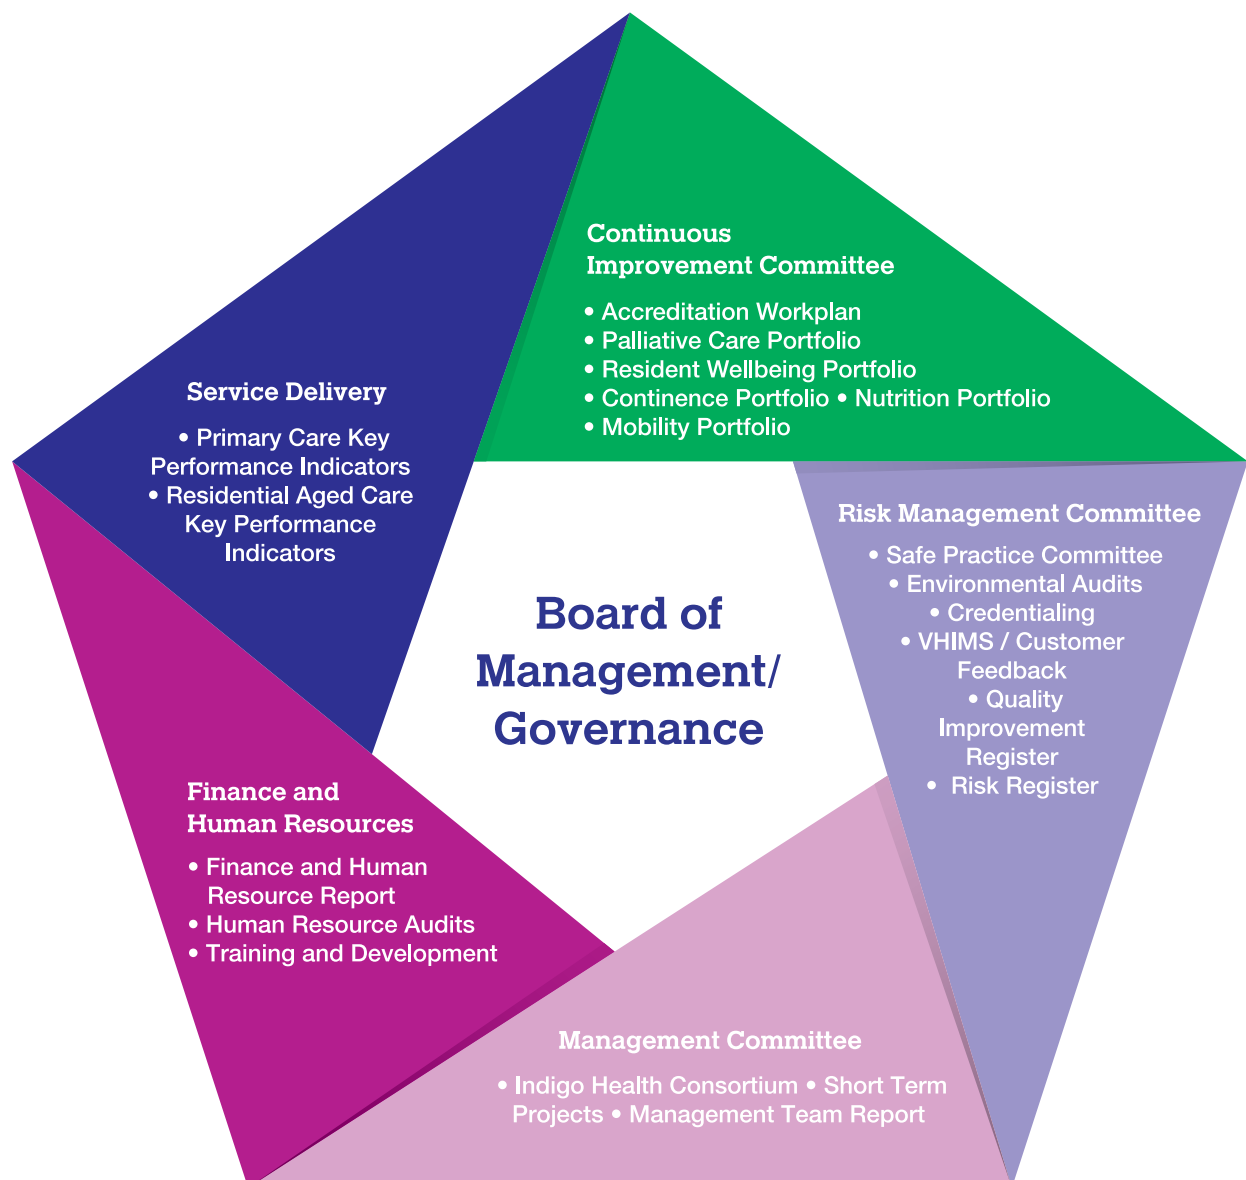 Continuous
Improvement Committee
• Accreditation Workplan
• Palliative Care Portfolio
• Resident Wellbeing Portfolio
• Continence Portfolio • Nutrition Portfolio
• Mobility Portfolio
Service Delivery
• Primary Care Key
Performance Indicators
• Residential Aged Care
Key Performance
Indicators
Risk Management Committee
• Safe Practice Committee
• Environmental Audits
• Credentialing
• VHIMS / Customer
Feedback
• Quality
Improvement
Register
• Risk Register
Board of
Management/
Governance
Finance and
Human Resources
• Finance and Human
Resource Report
• Human Resource Audits
• Training and Development
Management Committee
• Indigo Health Consortium • Short Term
Projects • Management Team Report